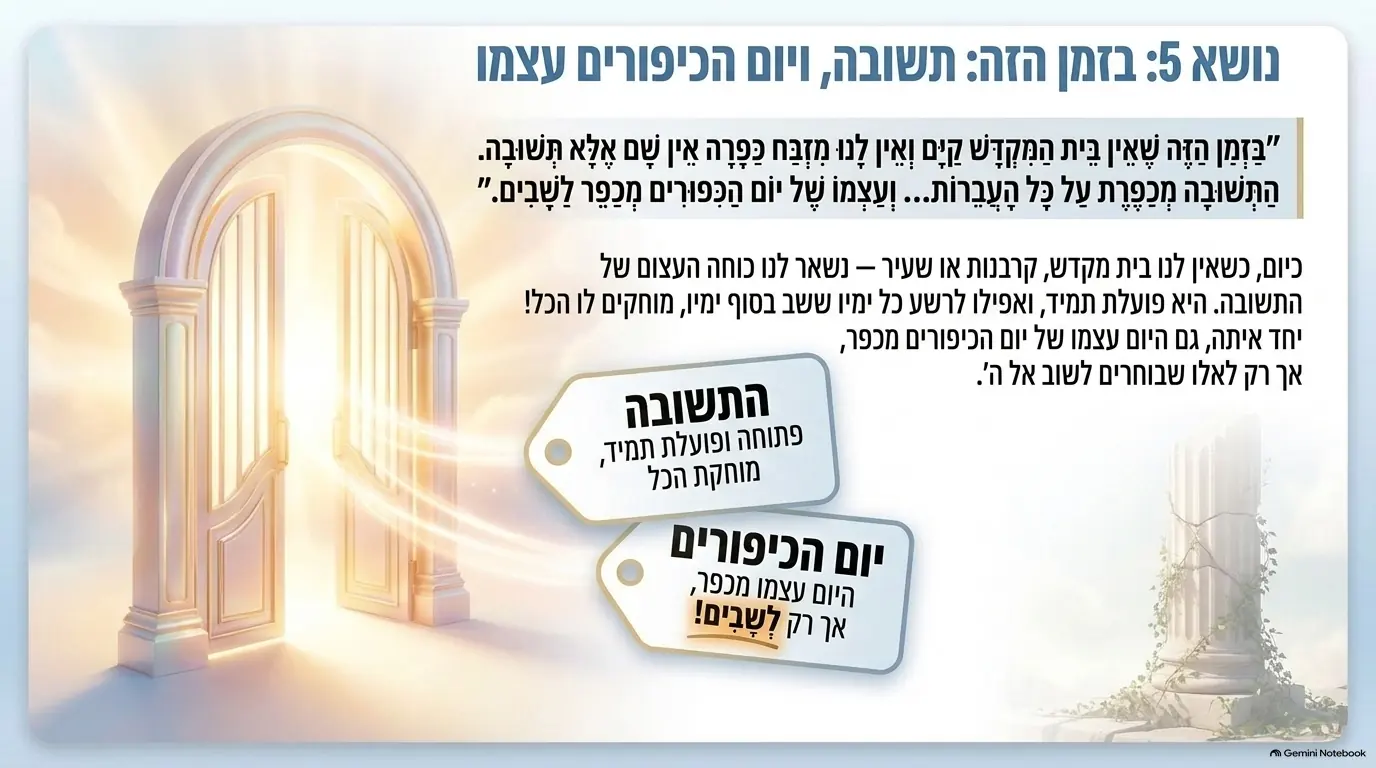 נושא 5: בזמן הזה: תשובה, ויום הכיפורים עצמו
"בַּזְּמַן הַזֶּה שֶׁאֵין בֵּית הַמִּקְדָּשׁ קַיָּם וְאֵין לָנוּ מִזְבַּח כַּפָּרָה אֵין שָׁם אֶלָּא תְּשׁוּבָה.
הַתְּשׁוּבָה מְכַפֶּרֶת עַל כָּל הָעֲבֵרוֹת... וְעַצְמוֹ שֶׁל יוֹם הַכִּפּוּרִים מְכַפֵּר לַשָּׁבִים."
כיום, כשאין לנו בית מקדש, קרבנות או שעיר – נשאר לנו כוחה העצום של
התשובה. היא פועלת תמיד, ואפילו לרשע כל ימיו ששב בסוף ימיו, מוחקים לו הכל!
יחד איתה, גם היום עצמו של יום הכיפורים מכפר,
אך רק לאלו שבוחרים לשוב אל ה'.
התשובה
פתוחה ופועלת תמיד,
מוחקת הכל
יום הכיפורים
היום עצמו מכפר,
אך רק לְשָׁבִים!
Gemini Notebook